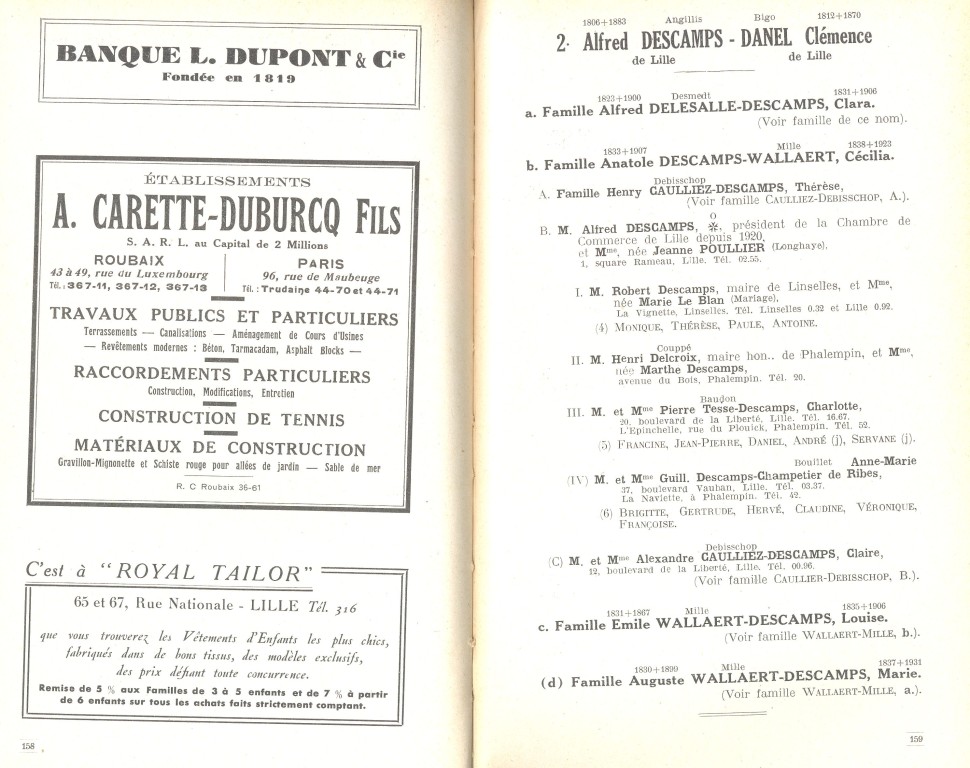 BANQUE L. DUPONT & Cie
Fondée en 1819
ÉTABLISSEMENTS
A. CARETTE-DUBURCQ FILS
S. A. R. L. au Capital de 2 Millions
ROUBAIX
43 à 49, rue du Luxembourg
Tél.: 367-11, 367-12, 367-13
PARIS
96, rue de Maubeuge
Tél.: Trudaine 44-70 et 44-71
TRAVAUX PUBLICS ET PARTICULIERS
Terrassements — Canalisations — Aménagement de Cours d'Usines
— Revêtements modernes : Béton, Tarmacadam, Asphalt Blocks —
RACCORDEMENTS PARTICULIERS
Construction, Modifications, Entretien
CONSTRUCTION DE TENNIS
MATÉRIAUX DE CONSTRUCTION
Gravillon-Mignonette et Schiste rouge pour allées de jardin — Sable de mer
R. C Roubaix 36-61
C'est à "ROYAL TAILOR"
65 et 67, Rue Nationale - LILLE Tél. 316
que vous trouverez les Vêtements d'Enfants les plus chics,
fabriqués dans de bons tissus, des modèles exclusifs,
des prix défiant toute concurrence.
Remise de 5 % aux Familles de 3 à 5 enfants et de 7 % à partir
de 6 enfants sur tous les achats faits strictement comptant.
158
1806+1883 Angillis Bigo 1812+1870
2. Alfred DESCAMPS - DANEL Clémence
de Lille de Lille
1823+1900 Desmedt 1831+1906
a. Famille Alfred DELESALLE-DESCAMPS, Clara.
(Voir famille de ce nom).
1833+1907 Mille 1838+1923
b. Famille Anatole DESCAMPS-WALLAERT, Cécilia.
Debisschop
A. Famille Henry CAULLIEZ-DESCAMPS, Thérèse,
(Voir famille CAULLIEZ-DEBISSCHOP, A.).
O
B. M. Alfred DESCAMPS, ✻, président de la Chambre de
Commerce de Lille depuis 1920,
et Mme, née Jeanne POULLIER (Longhaye),
1, square Rameau, Lille. Tél. 02.55.
I. M. Robert Descamps, maire de Linselles, et Mme,
née Marie Le Blan (Mariage),
La Vignette, Linselles. Tél. Linselles 0.32 et Lille 0.92.
(4) MONIQUE, THÉRÈSE, PAULE, ANTOINE.
Couppé
II. M. Henri Delcroix, maire hon.. de Phalempin, et Mme,
née Marthe Descamps,
avenue du Bois, Phalempin. Tél. 20.
Baudon
III. M. et Mme Pierre Tesse-Descamps, Charlotte,
20, boulevard de la Liberté, Lille. Tél. 16.67.
L'Epinchelle, rue du Plouick, Phalempin. Tél. 52.
(5) FRANCINE, JEAN-PIERRE, DANIEL, ANDRÉ (j), SERVANE (j).
Bouillet Anne-Marie
(IV) M. et Mme Guill. Descamps-Champetier de Ribes,
37, boulevard Vauban, Lille. Tél. 03.37.
La Naviette, à Phalempin. Tél. 42.
(6) BRIGITTE, GERTRUDE, HERVÉ, CLAUDINE, VÉRONIQUE,
FRANÇOISE.
Debisschop
(C) M. et Mme Alexandre CAULLIEZ-DESCAMPS, Claire,
12, boulevard de la Liberté, Lille. Tél. 00.96.
(Voir famille CAULLIER-DEBISSCHOP, B.).
1831+1867 Mille 1835+1906
c. Famille Emile WALLAERT-DESCAMPS, Louise.
(Voir famille WALLAERT-MILLE, b.).
1830+1899 Mille 1837+1931
(d) Famille Auguste WALLAERT-DESCAMPS, Marie.
(Voir famille WALLAERT-MILLE, a.).
159